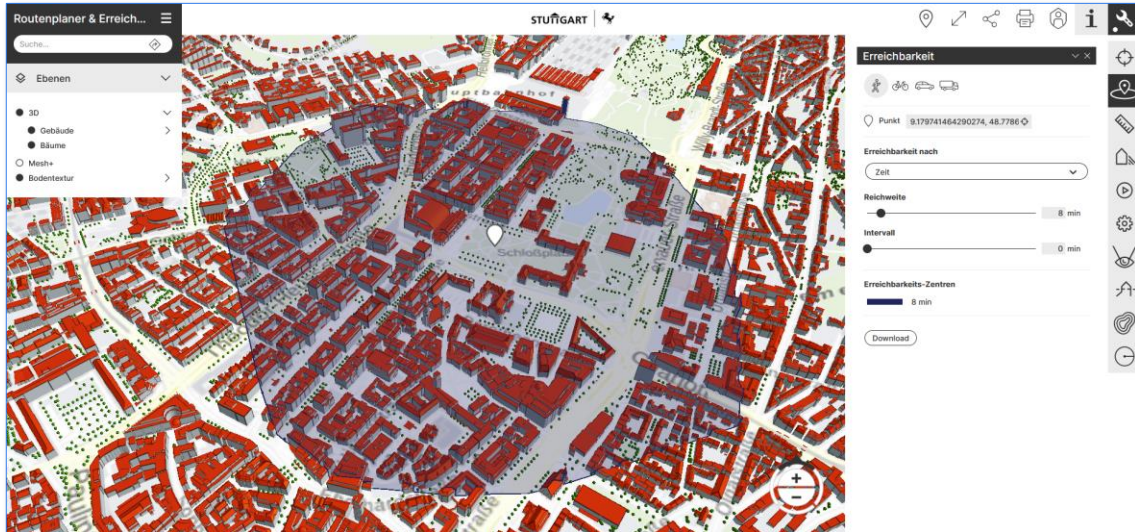 Routenplaner & Erreich...
Suche...
Ebenen
3D
Gebäude
Bäume
Mesh+
Bodentextur
STUTTGART
Hauptbahnhof
Schloßplatz
Erreichbarkeit
Punkt 9.179741464290274, 48.7786
Erreichbarkeit nach
Zeit
Reichweite
8 min
Intervall
0 min
Erreichbarkeits-Zentren
8 min
Download